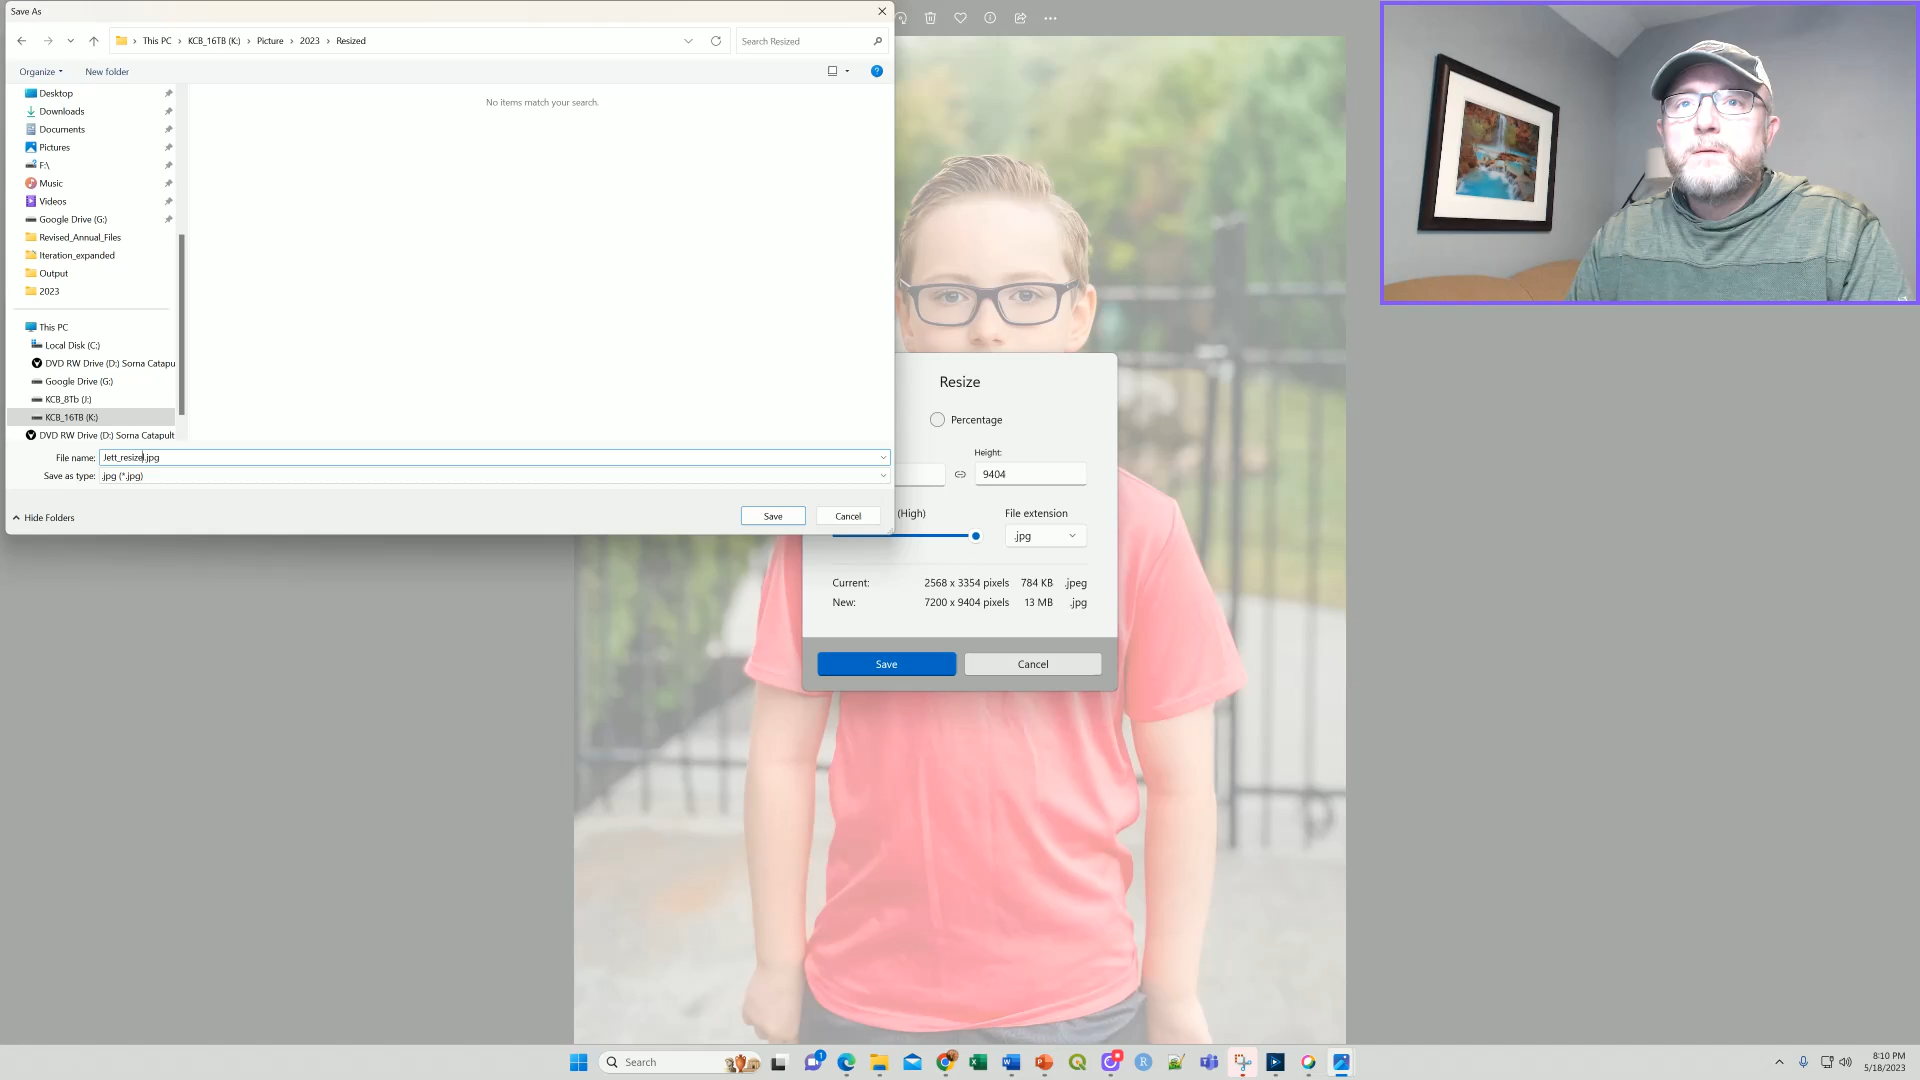 Save As
This PC > KCB_16TB (K:) > Picture > 2023 > Resized
Search Resized
Organize
New folder
No items match your search.
Desktop
Downloads
Documents
Pictures
F:\
Music
Videos
Google Drive (G:)
Revised_Annual_Files
Iteration_expanded
Output
2023
This PC
Local Disk (C:)
DVD RW Drive (D:) Sorna Catapu
Google Drive (G:)
KCB_8Tb (J:)
KCB_16TB (K:)
DVD RW Drive (D:) Sorna Catapult
File name: Jett_resize.jpg
Save as type: .jpg (*.jpg)
Hide Folders
Save
Cancel
Resize
Percentage
Height:
9404
(High)
File extension
.jpg
Current: 2568 x 3354 pixels 784 KB .jpeg
New: 7200 x 9404 pixels 13 MB .jpg
Save
Cancel
Search
1
8:10 PM
5/18/2023